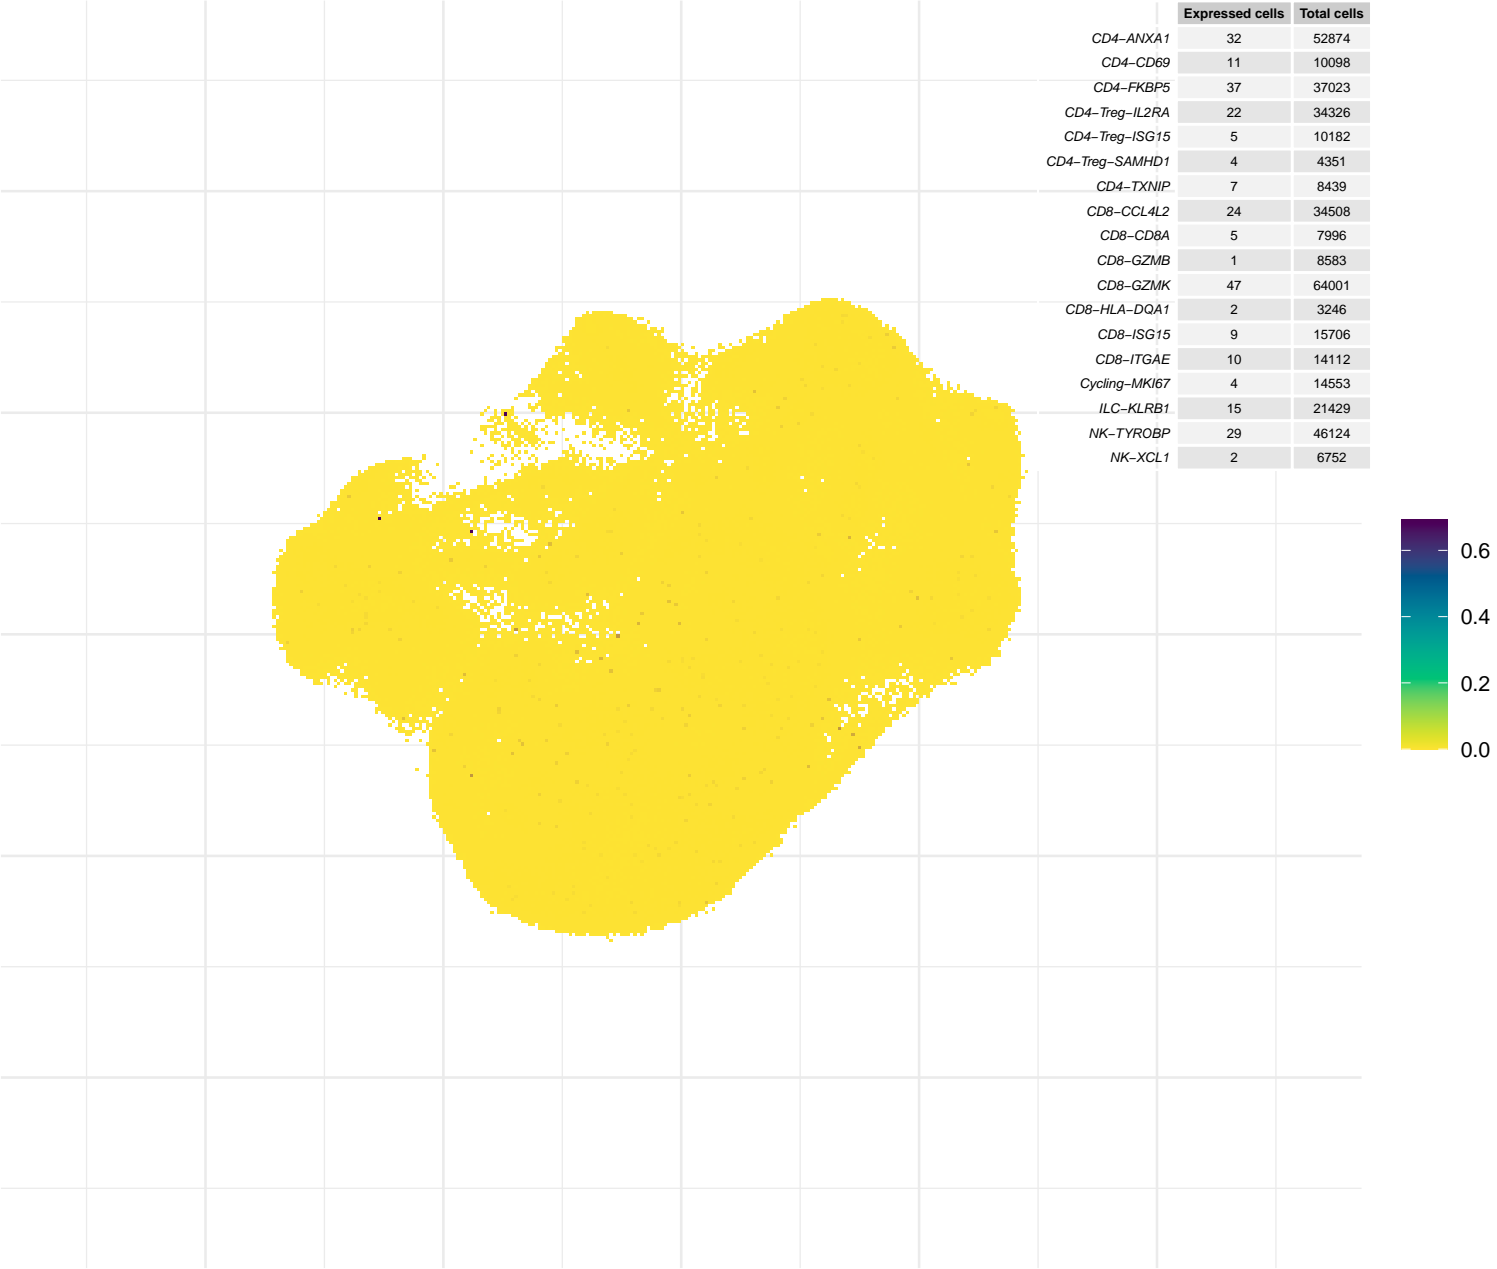 Expressed cells Total cells
CD4−ANXA1 32 52874
CD4−CD69 11 10098
CD4−FKBP5 37 37023
CD4−Treg−IL2RA 22 34326
CD4−Treg−ISG15 5 10182
CD4−Treg−SAMHD1 4 4351
CD4−TXNIP 7 8439
CD8−CCL4L2 24 34508
CD8−CD8A 5 7996
CD8−GZMB 1 8583
CD8−GZMK 47 64001
CD8−HLA−DQA1 2 3246
CD8−ISG15 9 15706
CD8−ITGAE 10 14112
Cycling−MKI67 4 14553
ILC−KLRB1 15 21429
NK−TYROBP 29 46124
NK−XCL1 2 6752
0.6
0.4
0.2
0.0